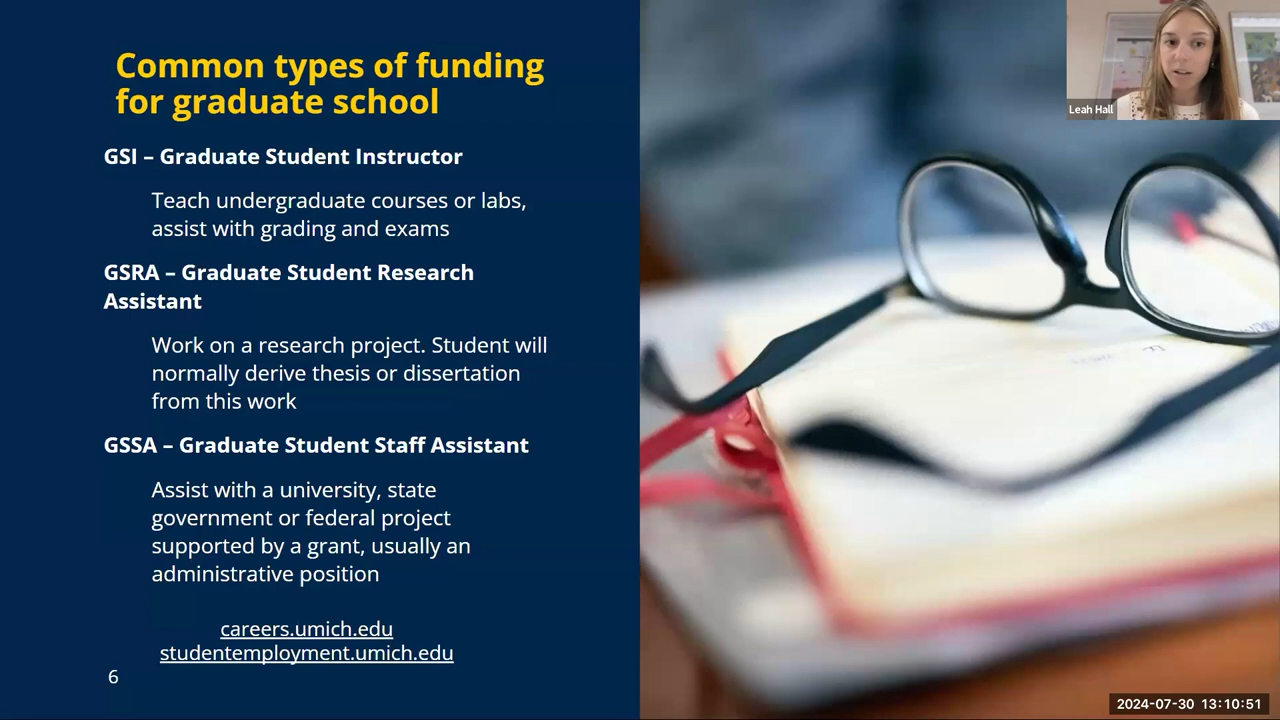 Common types of funding
for graduate school
GSI – Graduate Student Instructor
Teach undergraduate courses or labs,
assist with grading and exams
GSRA – Graduate Student Research
Assistant
Work on a research project. Student will
normally derive thesis or dissertation
from this work
GSSA – Graduate Student Staff Assistant
Assist with a university, state
government or federal project
supported by a grant, usually an
administrative position
careers.umich.edu
studentemployment.umich.edu
6
Leah Hall
2024-07-30 13:10:51